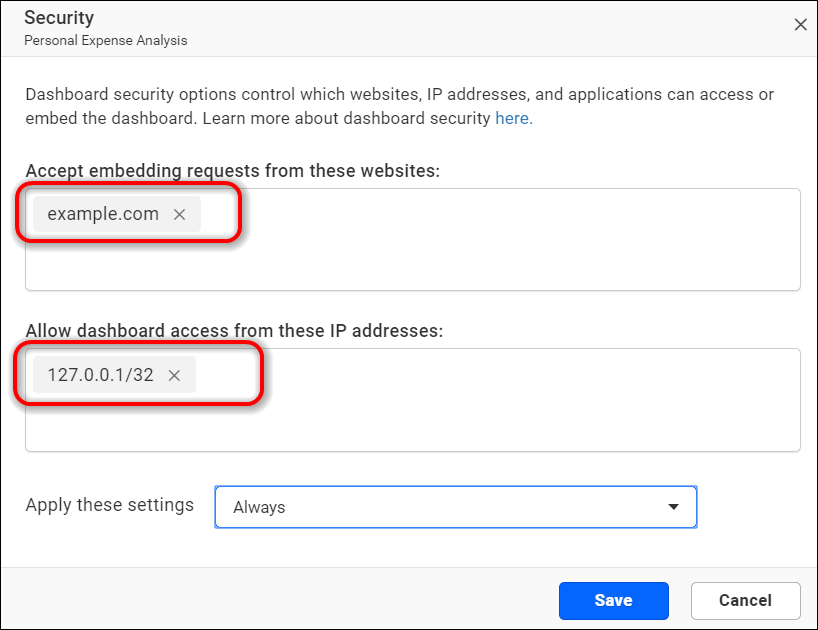 Security
Personal Expense Analysis
Dashboard security options control which websites, IP addresses, and applications can access or
embed the dashboard. Learn more about dashboard security here.
Accept embedding requests from these websites:
example.com
Allow dashboard access from these IP addresses:
127.0.0.1/32
Apply these settings Always
Save Cancel